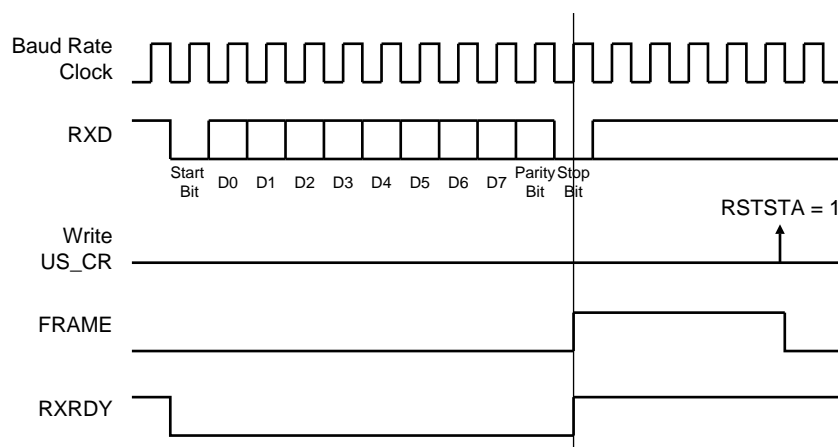 Baud Rate
Clock
RXD
Start
Bit
D0 D1 D2 D3 D4 D5 D6 D7
Parity
Bit
Stop
Bit
RSTSTA = 1
Write
US_CR
FRAME
RXRDY